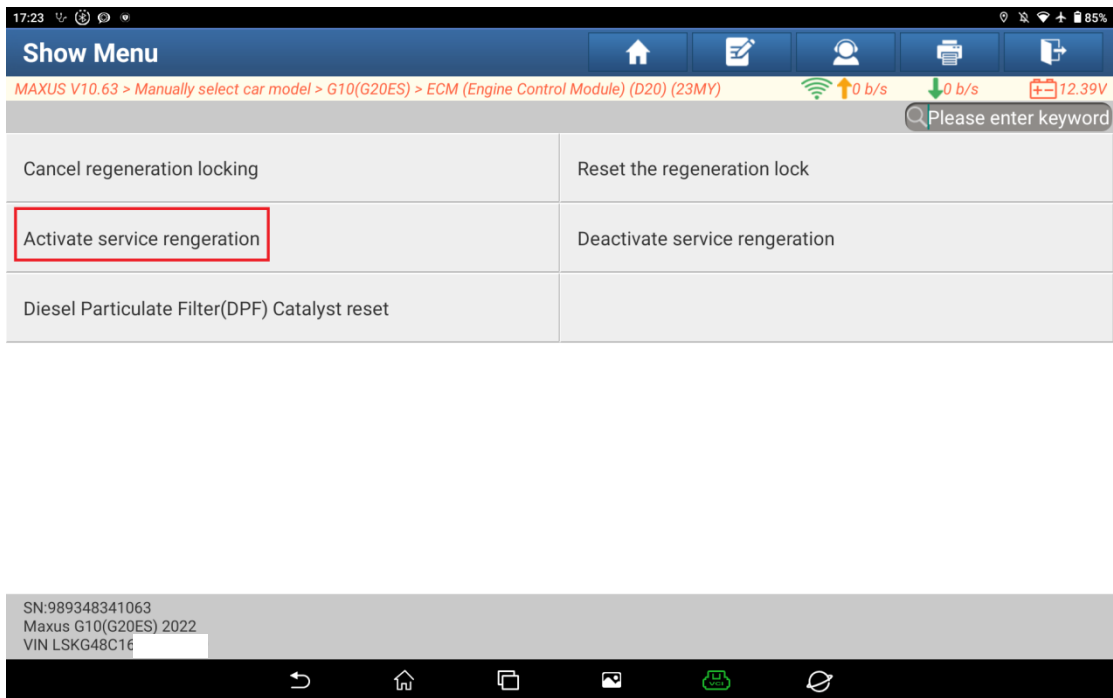 17:23
85%
Show Menu
MAXUS V10.63 > Manually select car model > G10(G20ES) > ECM (Engine Control Module) (D20) (23MY)
0 b/s
0 b/s
12.39V
Please enter keyword
Cancel regeneration locking
Reset the regeneration lock
Activate service rengeration
Deactivate service rengeration
Diesel Particulate Filter(DPF) Catalyst reset
SN:989348341063
Maxus G10(G20ES) 2022
VIN LSKG48C16
VCI